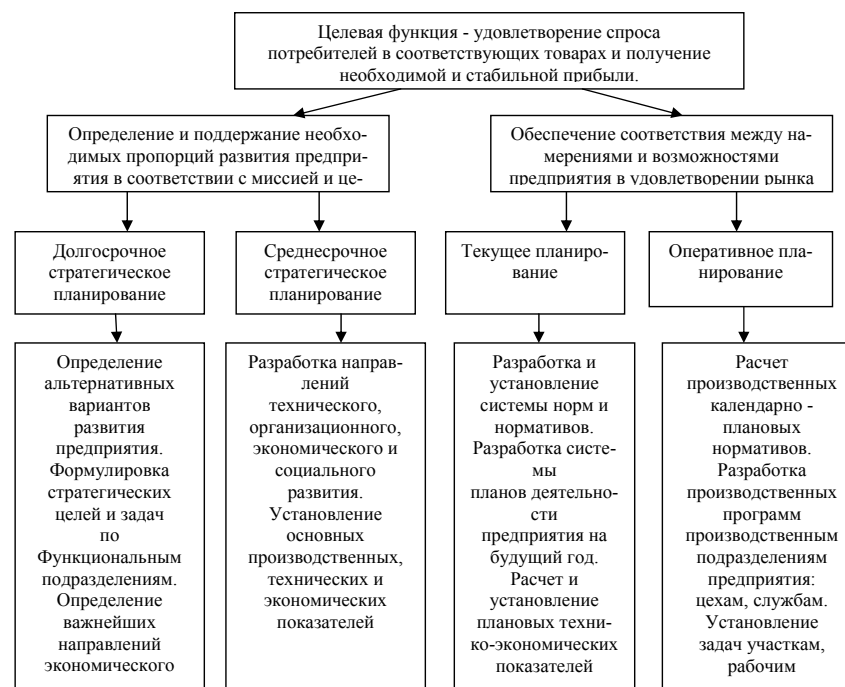 Целевая функция - удовлетворение спроса
потребителей в соответствующих товарах и получение
необходимой и стабильной прибыли.
Определение и поддержание необхо-
димых пропорций развития предпри-
ятия в соответствии с миссией и це-
Обеспечение соответствия между на-
мерениями и возможностями
предприятия в удовлетворении рынка
Долгосрочное
стратегическое
планирование
Среднесрочное
стратегическое
планирование
Текущее планиро-
вание
Оперативное пла-
нирование
Определение
альтернативных
вариантов
развития
предприятия.
Формулировка
стратегических
целей и задач
по
Функциональным
подразделениям.
Определение
важнейших
направлений
экономического
Разработка направ-
лений
технического,
организационного,
экономического и
социального
развития.
Установление
основных
производственных,
технических и
экономических
показателей
Разработка и
установление
системы норм и
нормативов.
Разработка систе-
мы
планов деятельно-
сти
предприятия на
будущий год.
Расчет и
установление
плановых техни-
ко-экономических
показателей
Расчет
производственных
календарно -
плановых
нормативов.
Разработка
производственных
программ
производственным
подразделениям
предприятия:
цехам, службам.
Установление
задач участкам,
рабочим